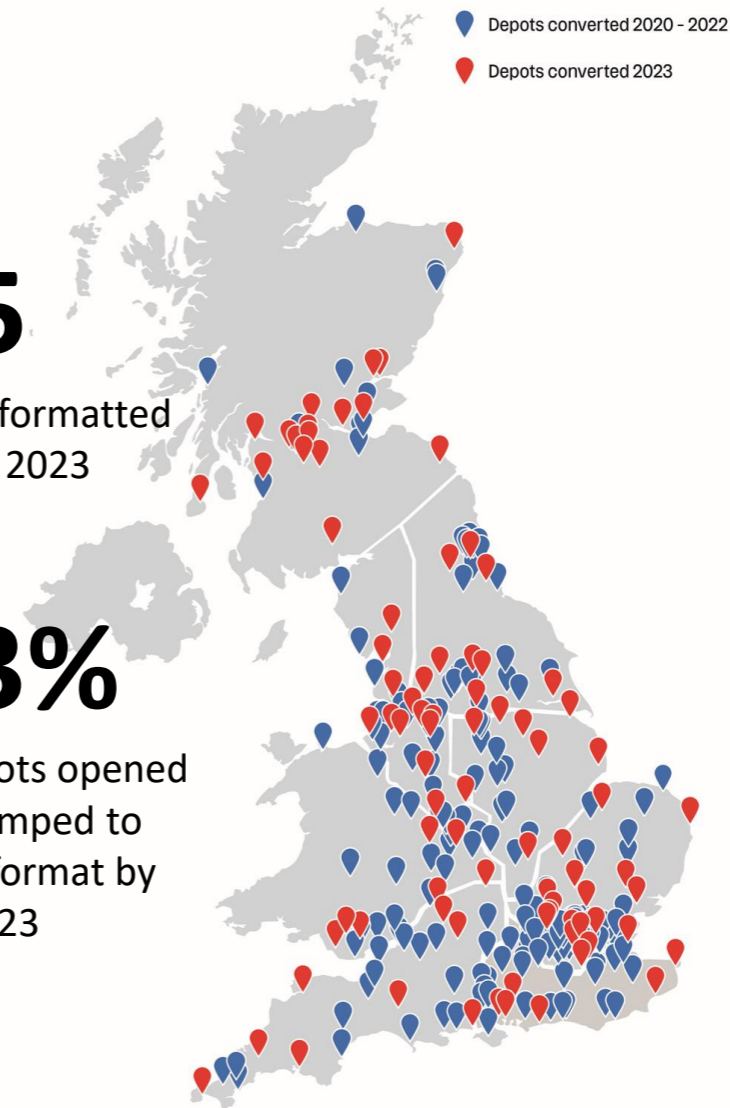 Depots converted 2020 - 2022
Depots converted 2023
5
formatted
2023
3%
ots opened
mped to
format by
23